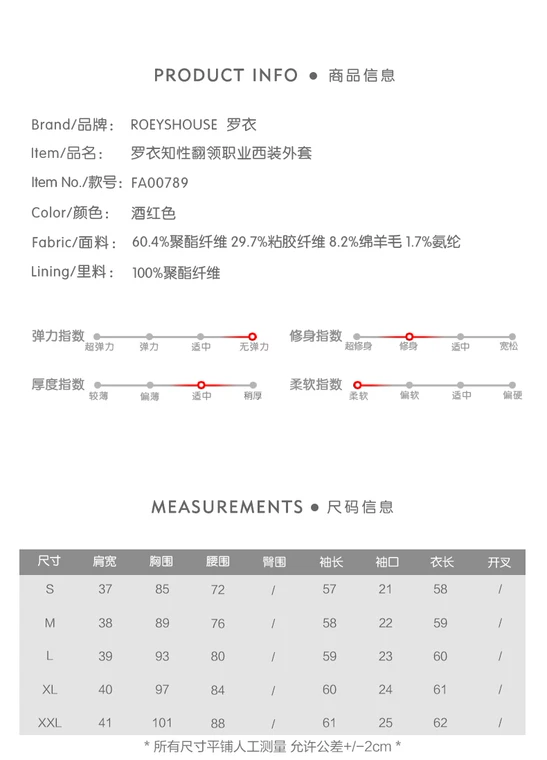 PRODUCT INFO ● 商品信息
Brand/品牌： ROEYSHOUSE 罗衣
Item/品名： 罗衣知性翻领职业西装外套
Item No./款号：FA00789
Color/颜色： 酒红色
Fabric/面料： 60.4%聚酯纤维 29.7%粘胶纤维 8.2%绵羊毛 1.7%氨纶
Lining/里料： 100%聚酯纤维
弹力指数 超弹力 弹力 适中 无弹力
修身指数 超修身 修身 适中 宽松
厚度指数 较薄 偏薄 适中 稍厚
柔软指数 柔软 偏软 适中 偏硬
MEASUREMENTS ● 尺码信息
尺寸 肩宽 胸围 腰围 臀围 袖长 袖口 衣长 开叉
S 37 85 72 / 57 21 58 /
M 38 89 76 / 58 22 59 /
L 39 93 80 / 59 23 60 /
XL 40 97 84 / 60 24 61 /
XXL 41 101 88 / 61 25 62 /
* 所有尺寸平铺人工测量 允许公差+/-2cm *